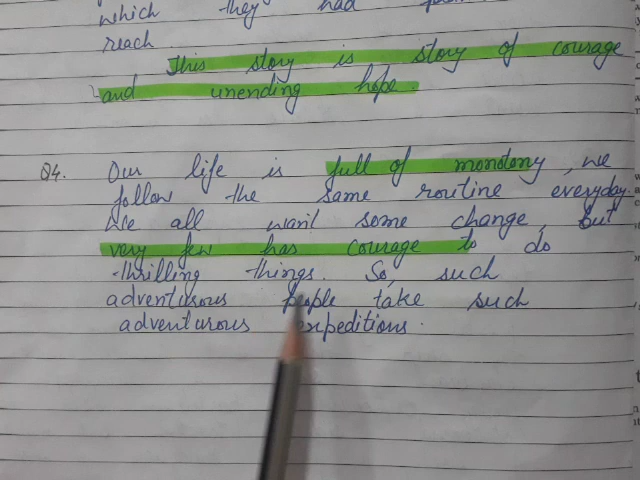 which they had
reach
This story is story of courage
and unending hope.
Q4. Our life is full of monotony, we
follow the same routine everyday.
We all want some change, but
very few has courage to do
thrilling things. So, such
adventurous people take such
adventurous expeditions.